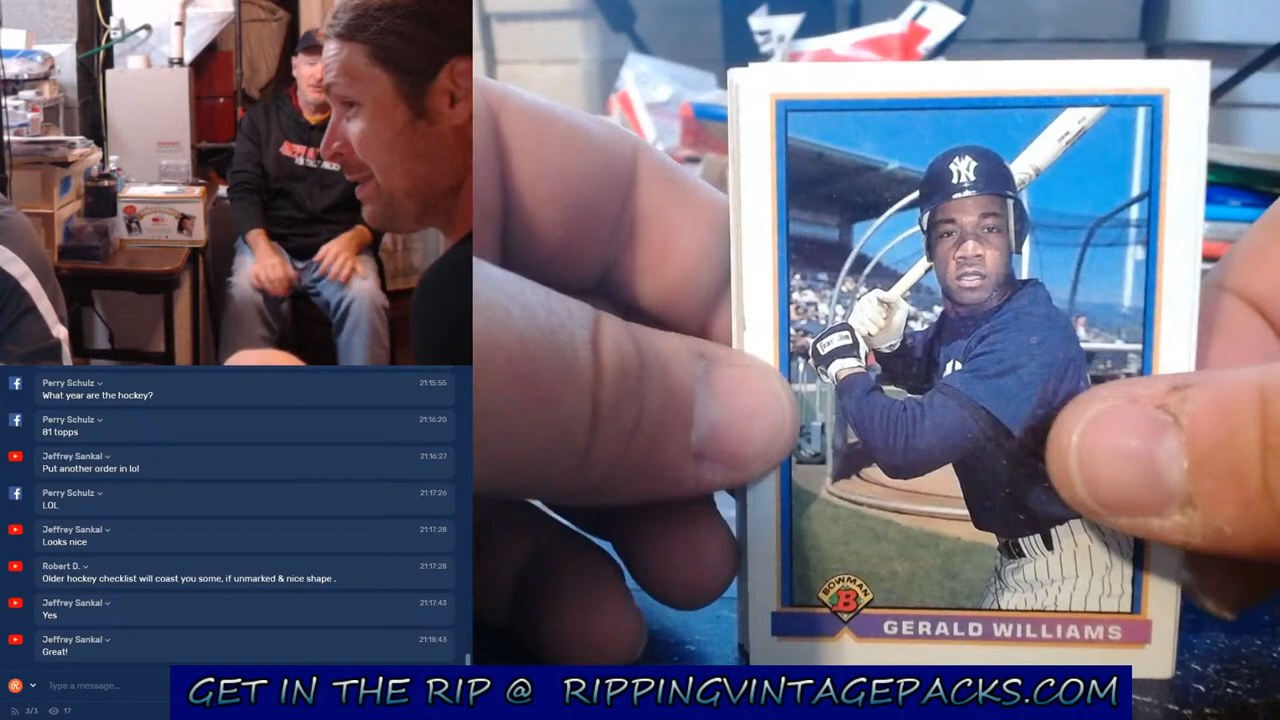 Perry Schulz
21:15:55
What year are the hockey?
Perry Schulz
21:16:20
81 topps
Jeffrey Sankal
21:16:27
Put another order in lol
Perry Schulz
21:17:26
LOL
Jeffrey Sankal
21:17:28
Looks nice
Robert D.
21:17:28
Older hockey checklist will coast you some, if unmarked & nice shape .
Jeffrey Sankal
21:17:43
Yes
Jeffrey Sankal
21:18:43
Great!
Type a message...
3/3 17
NY
Franklin
BOWMAN
B
GERALD WILLIAMS
GET IN THE RIP @ RIPPINGVINTAGEPACKS.COM